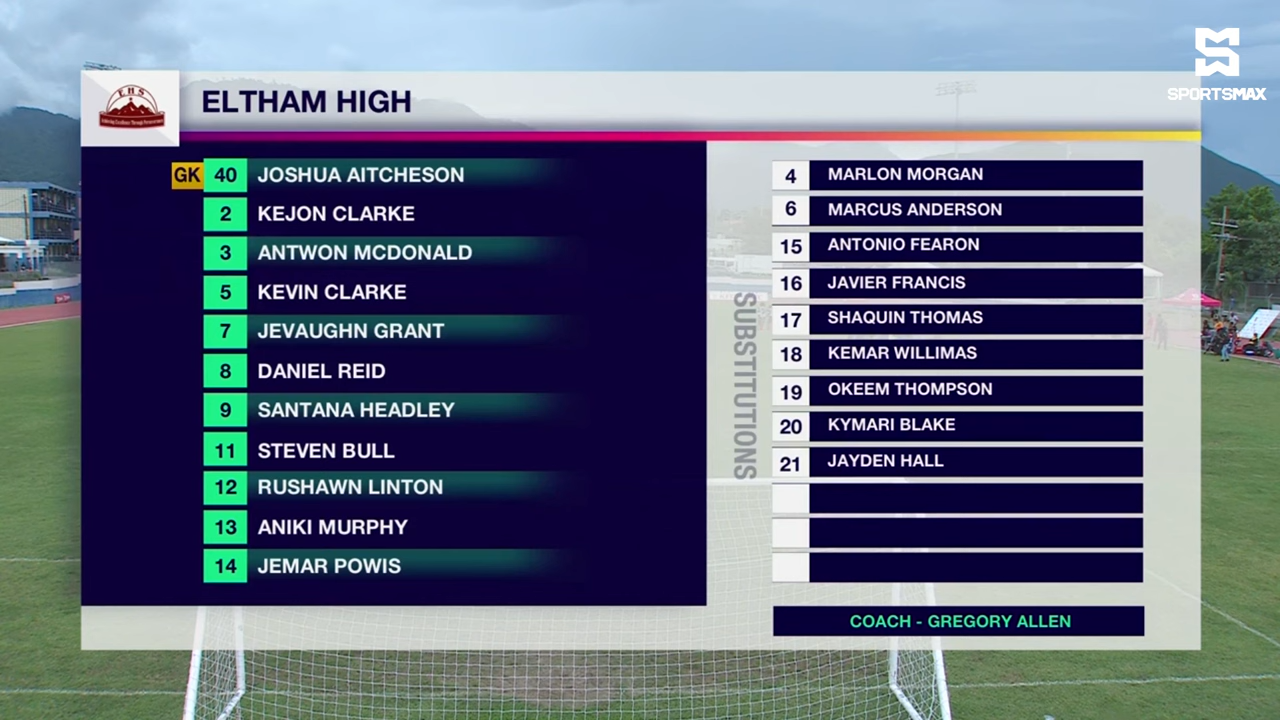 SPORTSMAX
EHS
ELTHAM HIGH
GK 40 JOSHUA AITCHESON
2 KEJON CLARKE
3 ANTWON MCDONALD
5 KEVIN CLARKE
7 JEVAUGHN GRANT
8 DANIEL REID
9 SANTANA HEADLEY
11 STEVEN BULL
12 RUSHAWN LINTON
13 ANIKI MURPHY
14 JEMAR POWIS
SUBSTITUTIONS
4 MARLON MORGAN
6 MARCUS ANDERSON
15 ANTONIO FEARON
16 JAVIER FRANCIS
17 SHAQUIN THOMAS
18 KEMAR WILLIMAS
19 OKEEM THOMPSON
20 KYMARI BLAKE
21 JAYDEN HALL
COACH - GREGORY ALLEN